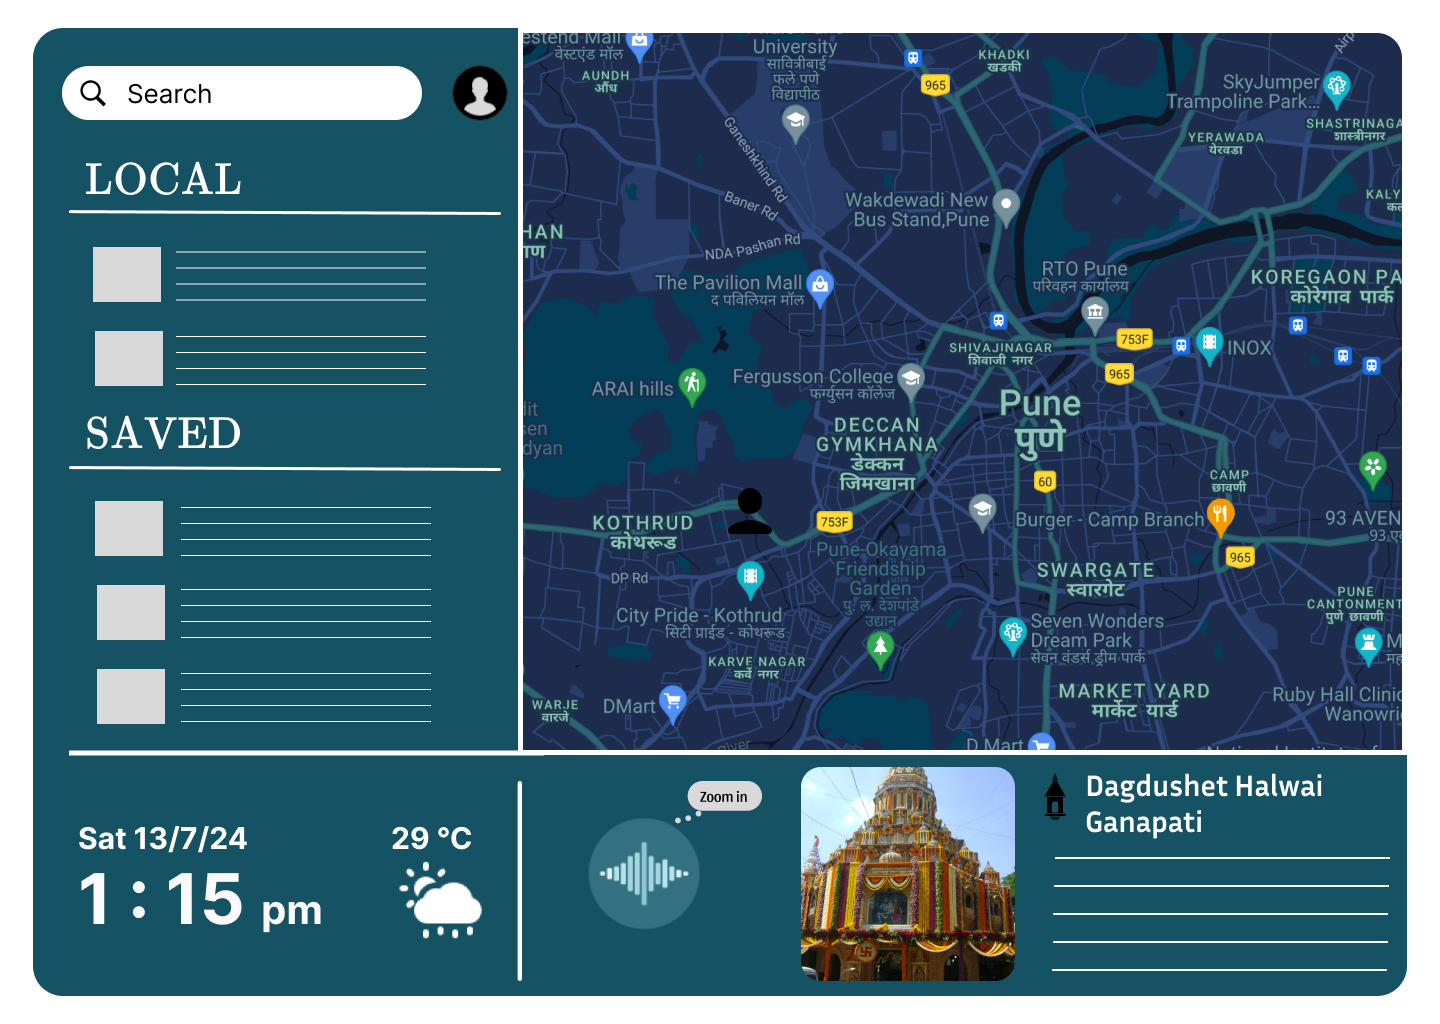 Search
LOCAL
SAVED
estend Mall
वेस्टएंड मॉल
AUNDH
औंध
University
सावित्रीबाई
फुले पुणे
विद्यापीठ
KHADKI
खडकी
965
SkyJumper
Trampoline Park...
SHASTRINAGA
शास्त्रीनगर
YERAWADA
येरवडा
Ganeshkhind Rd
Baner Rd
NDA Pashan Rd
Wakdewadi New
Bus Stand,Pune
KALY
HAN
ाण
The Pavilion Mall
द पविलियन मॉल
RTO Pune
परिवहन कार्यालय
KOREGAON PA
कोरेगाव पार्क
SHIVAJINAGAR
शिवाजी नगर
753F
INOX
965
ARAI hills
Fergusson College
फर्ग्युसन कॉलेज
Pune
पुणे
dit
sen
dyan
DECCAN
GYMKHANA
डेक्कन
जिमखाना
60
CAMP
छावणी
KOTHRUD
कोथरूड
753F
Burger - Camp Branch
93 AVEN
93 ए
965
Pune-Okayama
Friendship
Garden
पु. ल. देशपांडे
उद्यान
DP Rd
SWARGATE
स्वारगेट
City Pride - Kothrud
सिटी प्राईड - कोथरूड
Seven Wonders
Dream Park
सेवन वंडर्स ड्रीम पार्क
PUNE
CANTONMENT
पुणे छावणी
M
मह
KARVE NAGAR
कर्वे नगर
WARJE
वारजे
DMart
MARKET YARD
मार्केट यार्ड
Ruby Hall Clinic
Wanowri
River
D Mart
Sat 13/7/24
29 °C
1 : 15 pm
Zoom in
Dagdushet Halwai
Ganapati